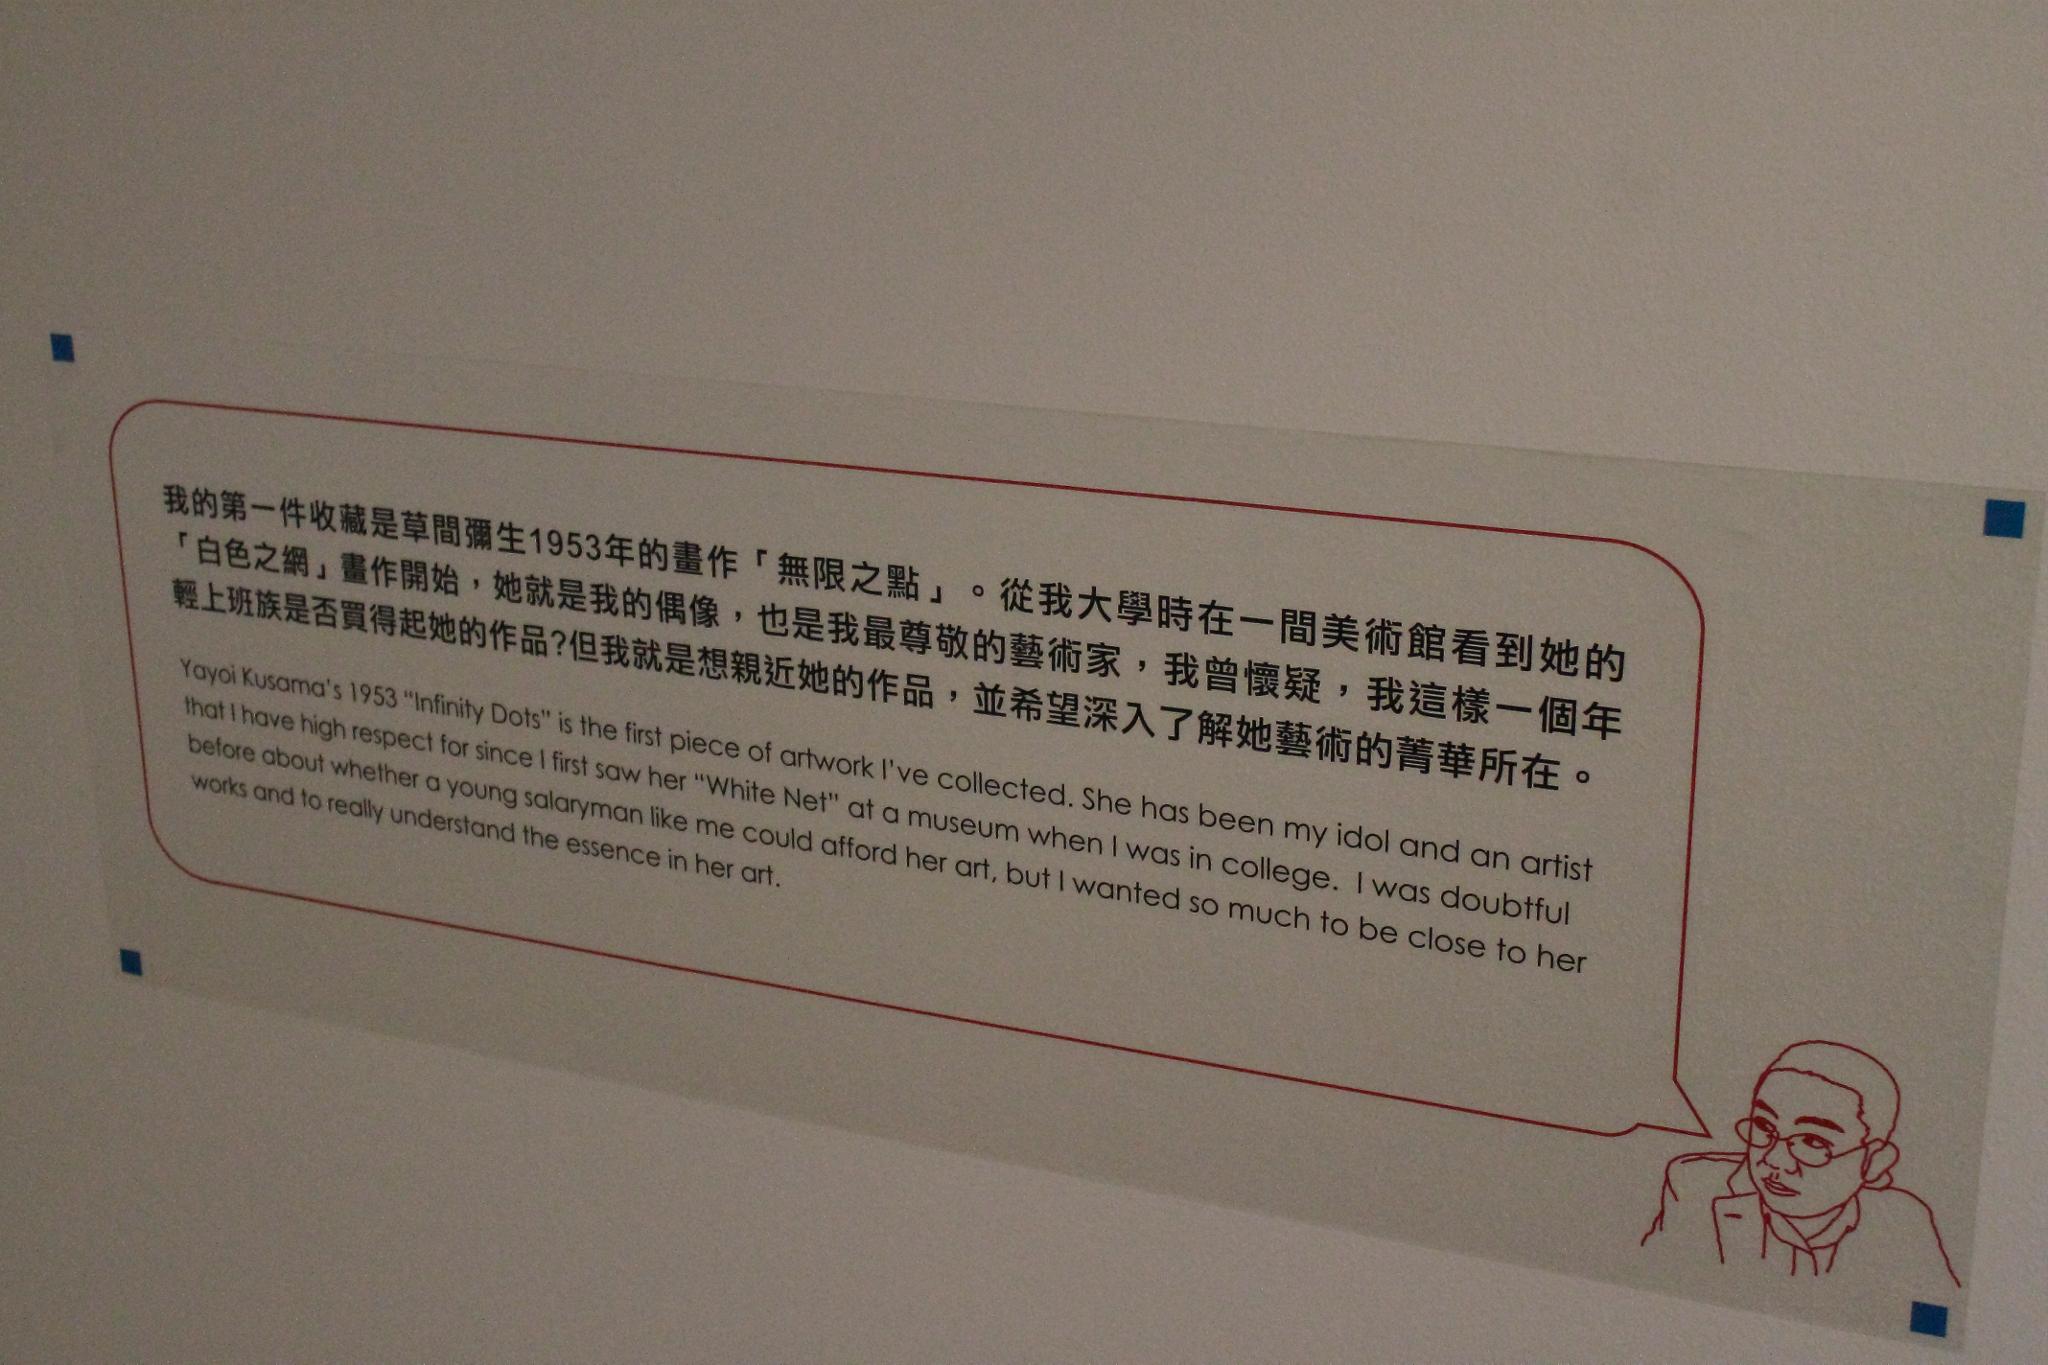 我的第一件收藏是草間彌生1953年的畫作「無限之點」。從我大學時在一間美術館看到她的
「白色之網」畫作開始，她就是我的偶像，也是我最尊敬的藝術家，我曾懷疑，我這樣一個年
輕上班族是否買得起她的作品?但我就是想親近她的作品，並希望深入了解她藝術的菁華所在。
Yayoi Kusama's 1953 “Infinity Dots” is the first piece of artwork I've collected. She has been my idol and an artist
that I have high respect for since I first saw her “White Net” at a museum when I was in college. I was doubtful
before about whether a young salaryman like me could afford her art, but I wanted so much to be close to her
works and to really understand the essence in her art.